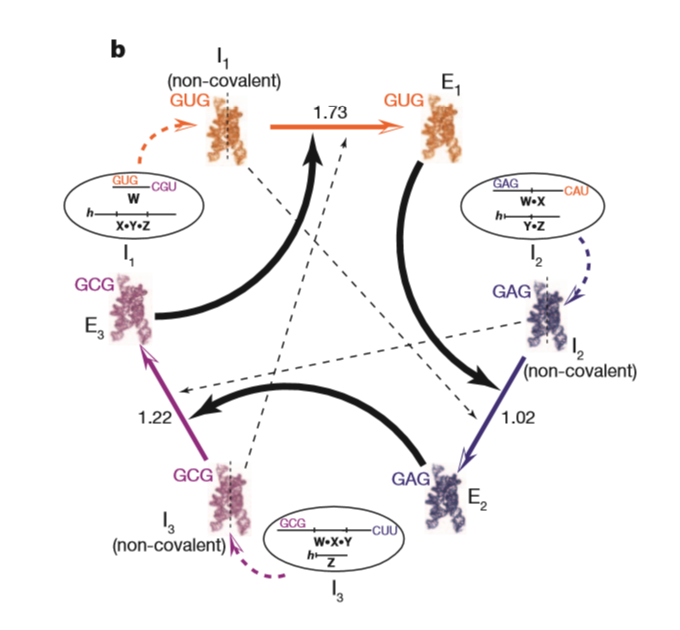 b
I₁
(non-covalent)
GUG
1.73
GUG
E₁
GUG
CGU
W
h
X•Y•Z
I₁
GAG
CAU
W•X
h
Y•Z
I₂
GCG
E₃
GAG
I₂
(non-covalent)
1.22
1.02
GCG
I₃
(non-covalent)
GAG
E₂
GCG
CUU
W•X•Y
h
Z
I₃